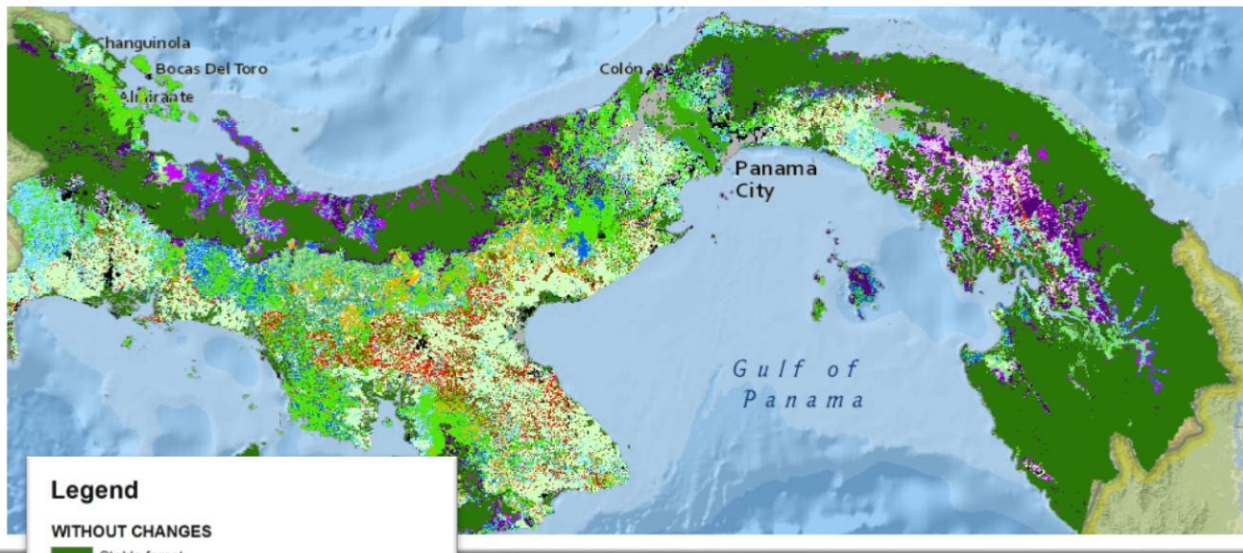 Changuinola
Bocas Del Toro
Almirante
Colón
Panama
City
Gulf of
Panama
Legend
WITHOUT CHANGES